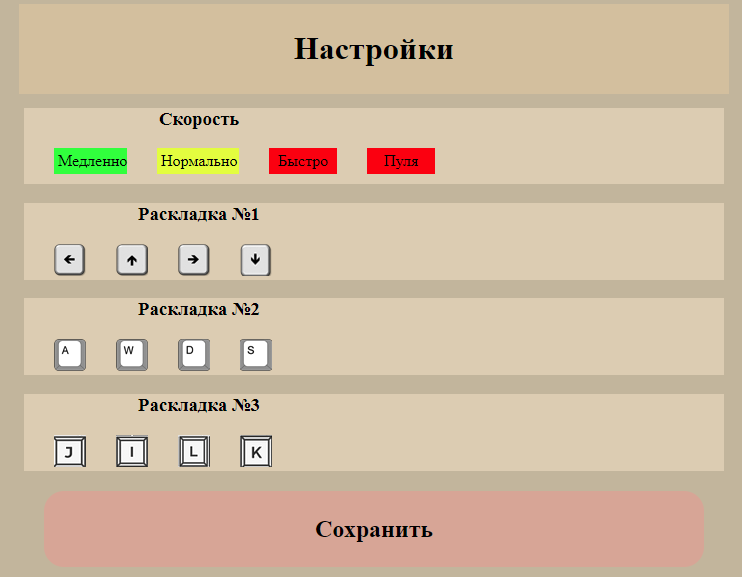 Настройки
Скорость
Медленно Нормально Быстро Пуля
Раскладка №1
← ↑ → ↓
Раскладка №2
A W D S
Раскладка №3
J I L K
Сохранить